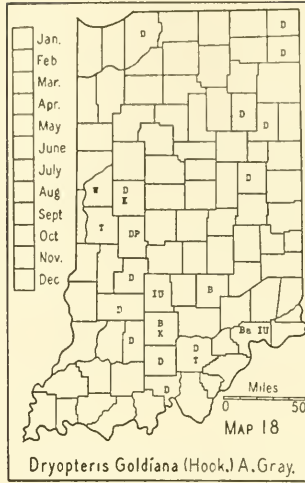 Jan.
Feb
Mar.
Apr.
May
June
July
Aug
Sept
Oct
Nov.
Dec
D
D
D
D
D
D
W
D
K
T
DP
D
IU
B
D
B
K
Ba IU
D
D
D
T
D
Miles
0 50
MAP 18
Dryopteris Goldiana (Hook.) A.Gray.